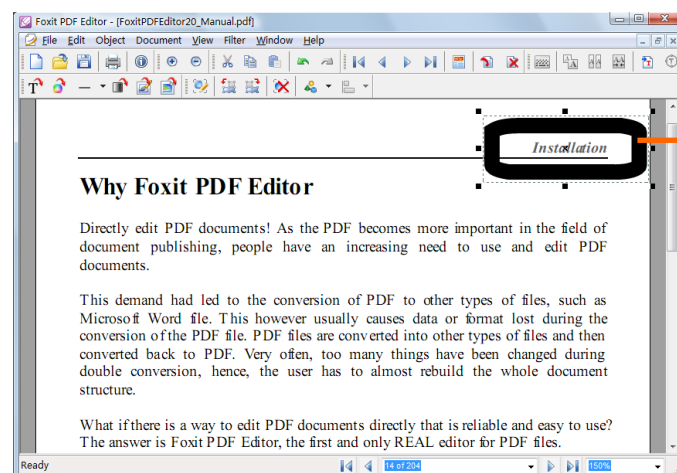 Foxit PDF Editor - [FoxitPDFEditor20_Manual.pdf]
File Edit Object Document View Filter Window Help
Installation
Why Foxit PDF Editor
Directly edit PDF documents! As the PDF becomes more important in the field of
document publishing, people have an increasing need to use and edit PDF
documents.
This demand had led to the conversion of PDF to other types of files, such as
Microsoft Word file. This however usually causes data or format lost during the
conversion of the PDF file. PDF files are converted into other types of files and then
converted back to PDF. Very often, too many things have been changed during
double conversion, hence, the user has to almost rebuild the whole document
structure.
What if there is a way to edit PDF documents directly that is reliable and easy to use?
The answer is Foxit PDF Editor, the first and only REAL editor for PDF files.
Ready 14 of 204 150%